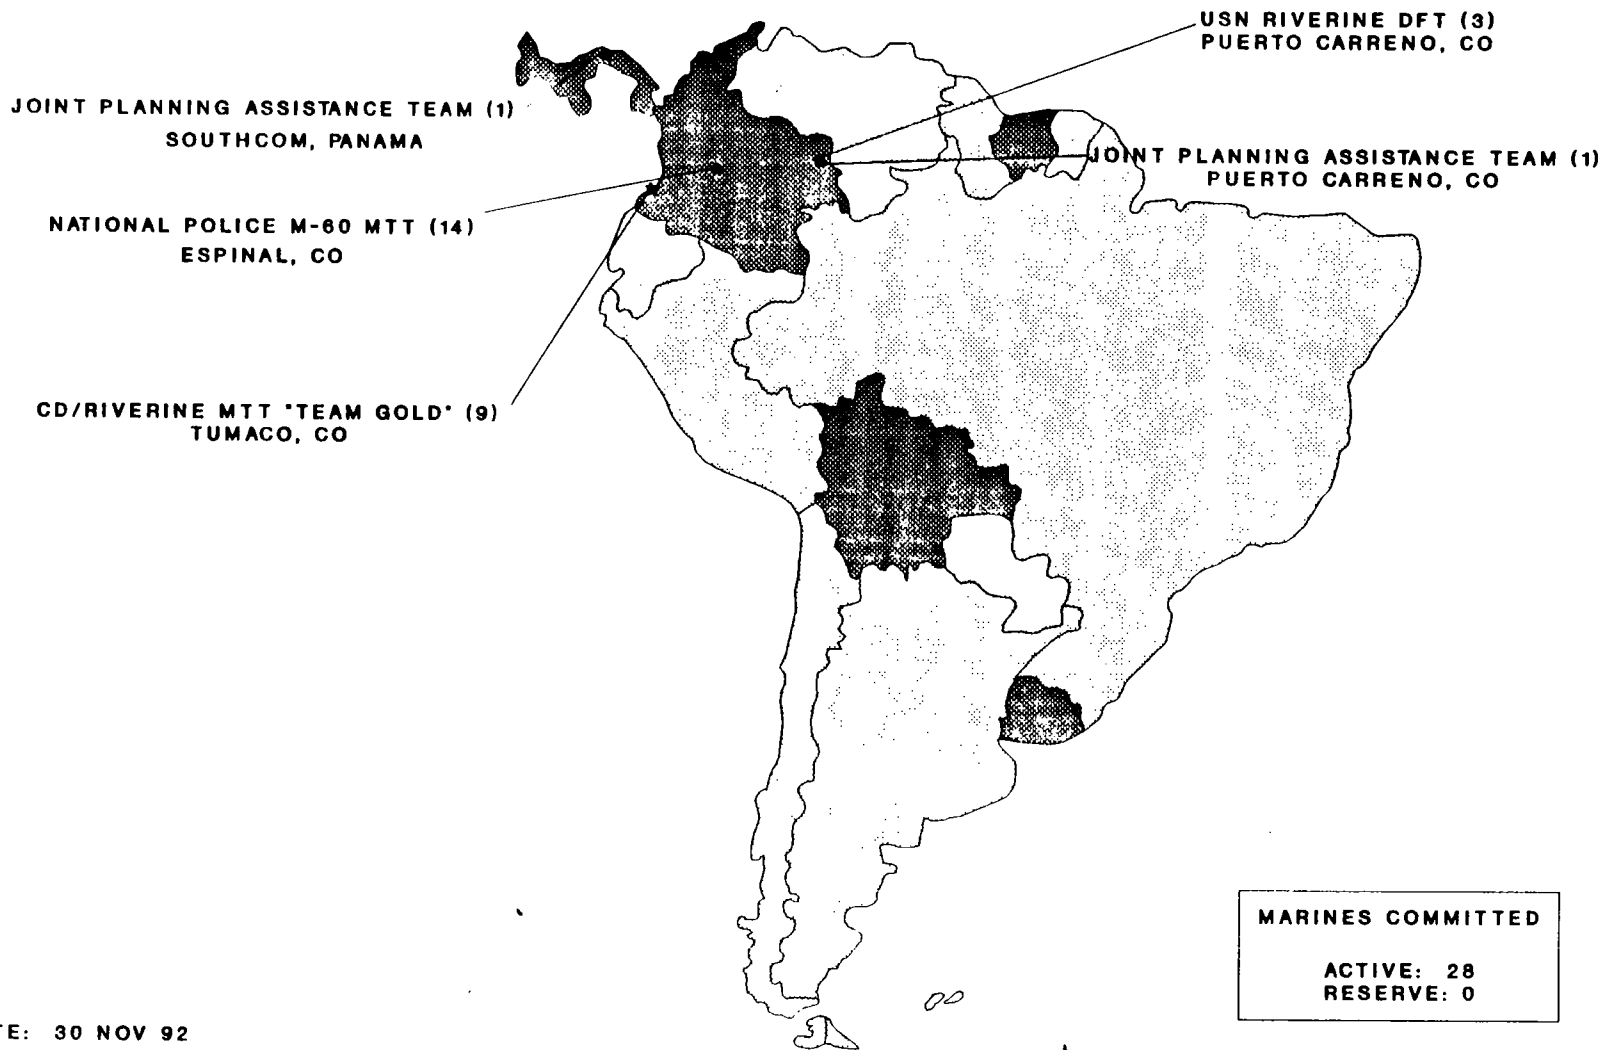 USN RIVERINE DFT (3)
PUERTO CARRENO, CO
JOINT PLANNING ASSISTANCE TEAM (1)
SOUTHCOM, PANAMA
JOINT PLANNING ASSISTANCE TEAM (1)
PUERTO CARRENO, CO
NATIONAL POLICE M-60 MTT (14)
ESPINAL, CO
CD/RIVERINE MTT "TEAM GOLD" (9)
TUMACO, CO
MARINES COMMITTED
ACTIVE: 28
RESERVE: 0
TE: 30 NOV 92